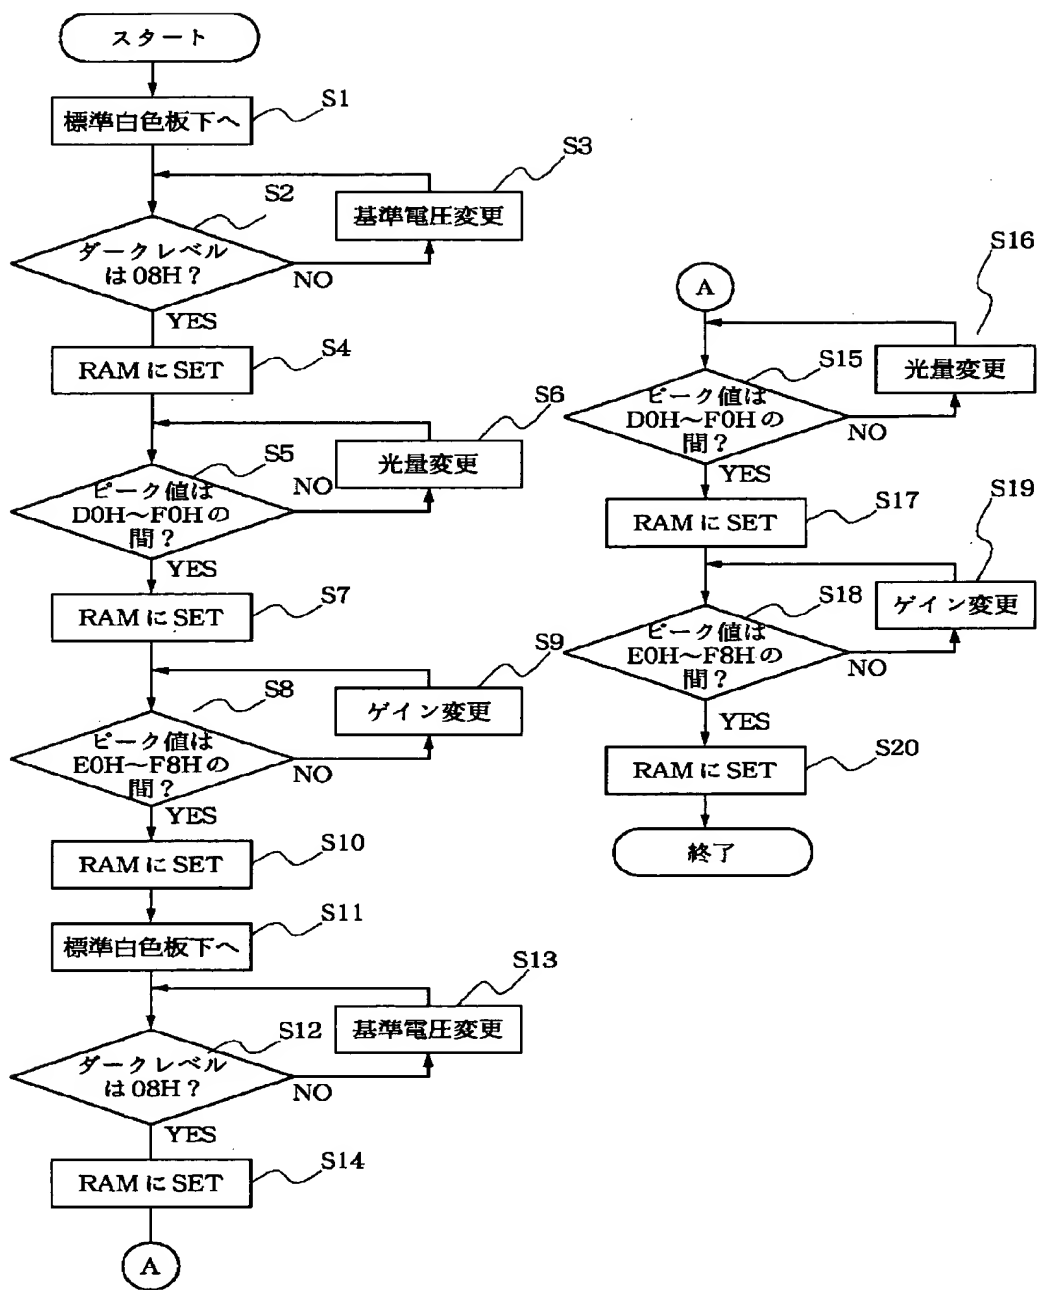 スタート
標準白色板下へ
S1
S3
基準電圧変更
S2
ダークレベル
は08H？
NO
YES
RAMにSET
S4
S6
光量変更
S5
ピーク値は
D0H～F0Hの
間？
NO
YES
RAMにSET
S7
S9
ゲイン変更
S8
ピーク値は
E0H～F8Hの
間？
NO
YES
RAMにSET
S10
標準白色板下へ
S11
S13
基準電圧変更
S12
ダークレベル
は08H？
NO
YES
RAMにSET
S14
A
A
S16
光量変更
S15
ピーク値は
D0H～F0Hの
間？
NO
YES
RAMにSET
S17
S19
ゲイン変更
S18
ピーク値は
E0H～F8Hの
間？
NO
YES
RAMにSET
S20
終了